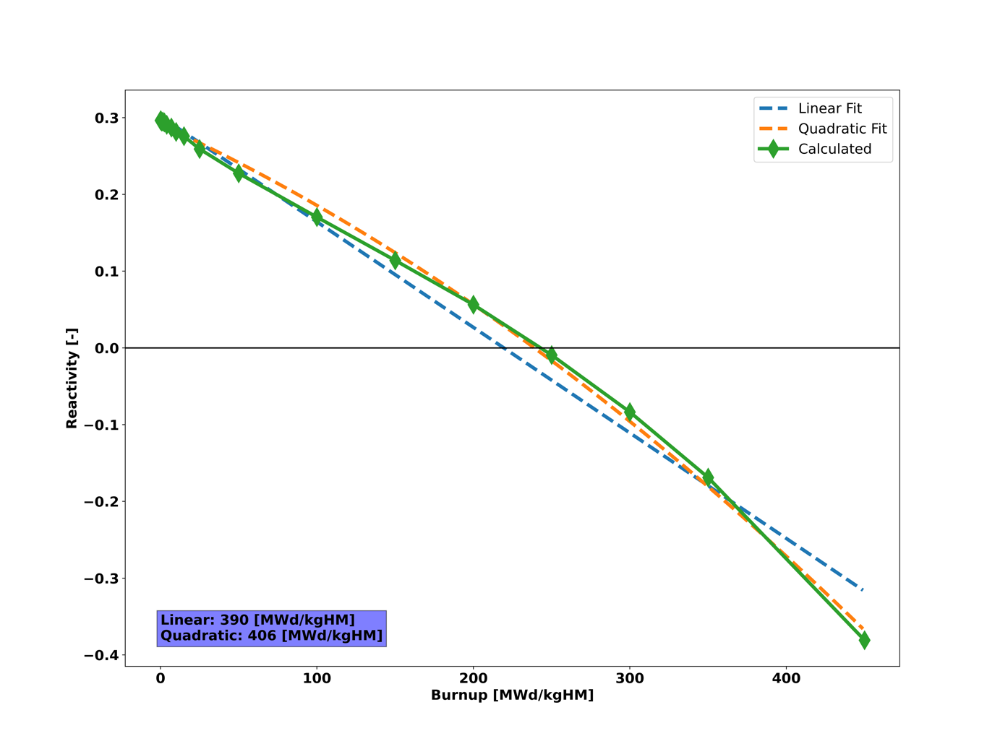 Linear Fit
Quadratic Fit
Calculated
0.3
0.2
0.1
0.0
−0.1
−0.2
−0.3
−0.4
Reactivity [-]
Linear: 390 [MWd/kgHM]
Quadratic: 406 [MWd/kgHM]
0 100 200 300 400
Burnup [MWd/kgHM]